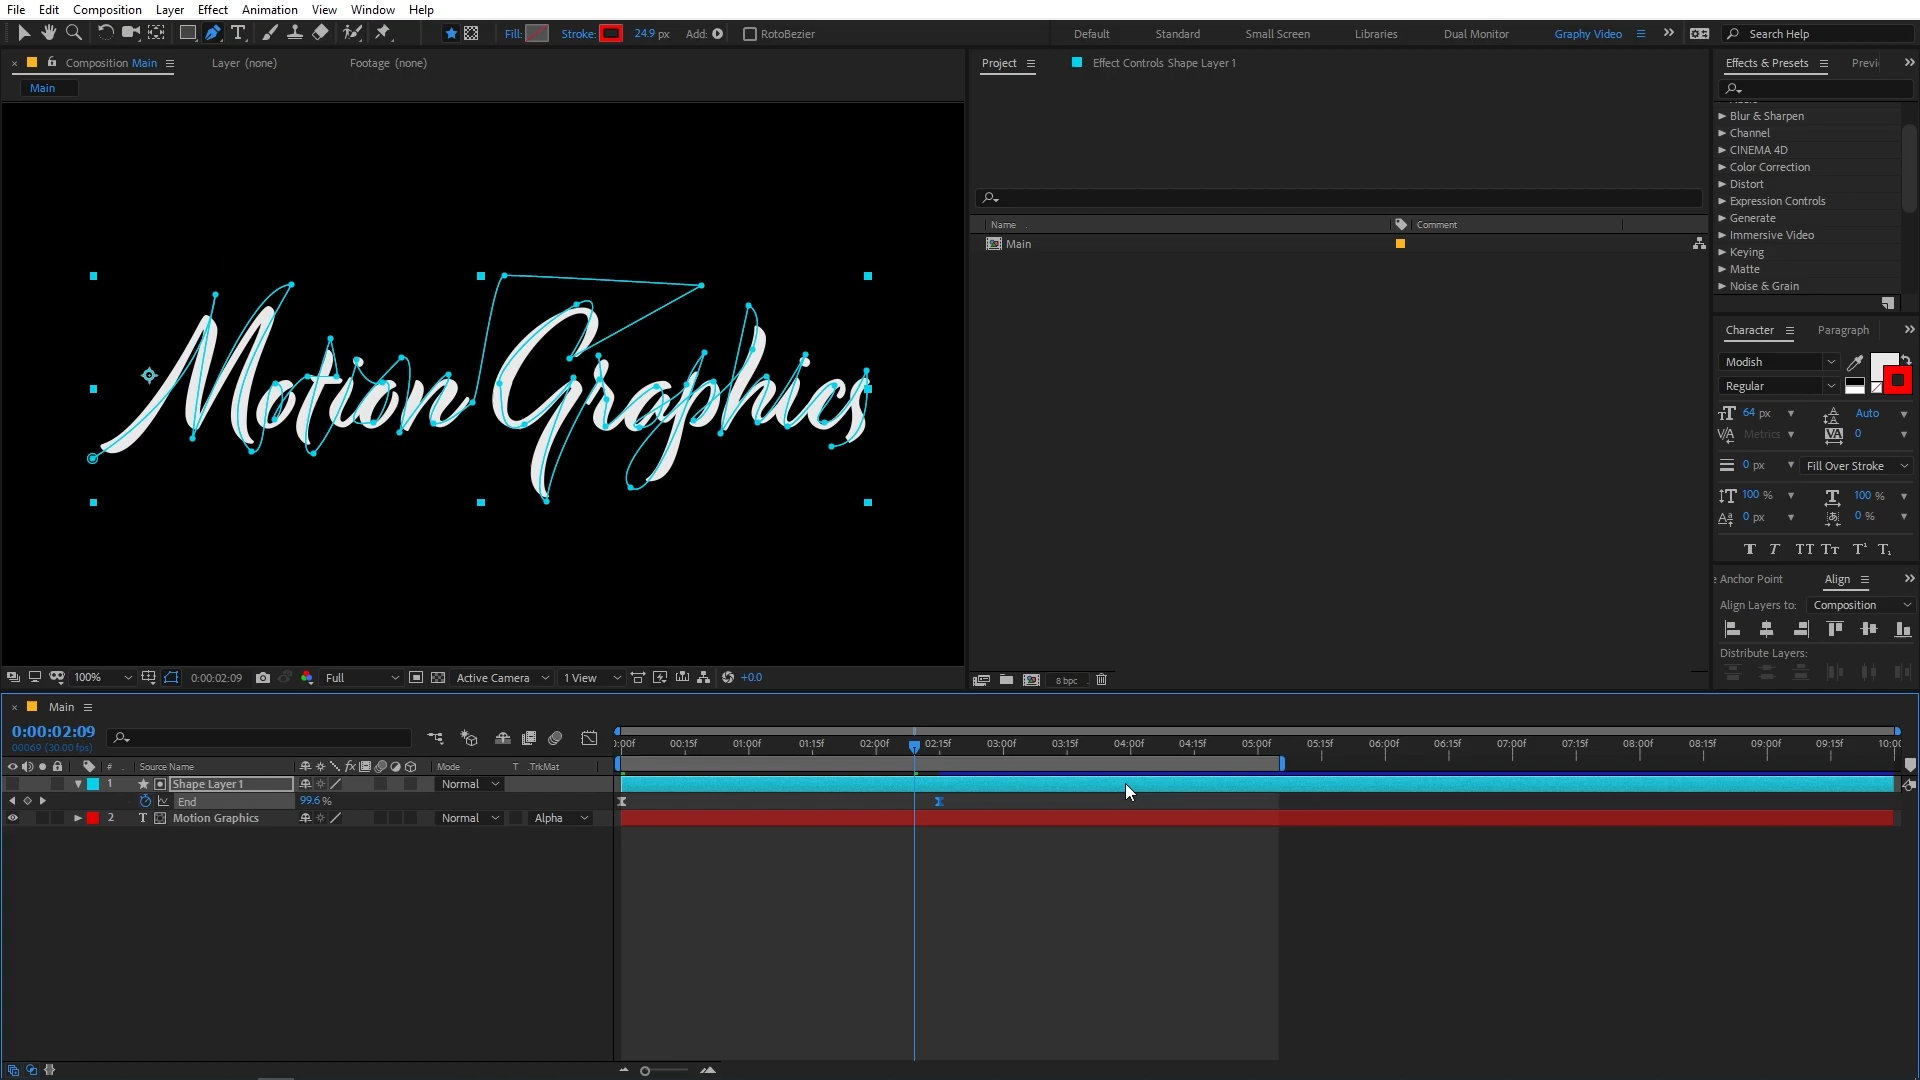 File Edit Composition Layer Effect Animation View Window Help
Fill: Stroke: 24.9 px Add: RotoBezier Default Standard Small Screen Libraries Dual Monitor Graphy Video Search Help
Composition Main Layer (none) Footage (none)
Main
Motion Graphics
100% 0:00:02:09 Full Active Camera 1 View +0.0
Project Effect Controls Shape Layer 1
Name Comment
Main
8 bpc
Effects & Presets Previ
Blur & Sharpen
Channel
CINEMA 4D
Color Correction
Distort
Expression Controls
Generate
Immersive Video
Keying
Matte
Noise & Grain
Character Paragraph
Modish
Regular
64 px Auto
Metrics 0
0 px Fill Over Stroke
100 % 100 %
0 px 0 %
T T TT Tт T¹ T₁
e Anchor Point Align
Align Layers to: Composition
Distribute Layers:
Main
0:00:02:09
00069 (30.00 fps)
):00f 00:15f 01:00f 01:15f 02:00f 02:15f 03:00f 03:15f 04:00f 04:15f 05:00f 05:15f 06:00f 06:15f 07:00f 07:15f 08:00f 08:15f 09:00f 09:15f 10:0(
# Source Name Mode T .TrkMat
1 Shape Layer 1 Normal
End 99.6 %
2 T Motion Graphics Normal Alpha